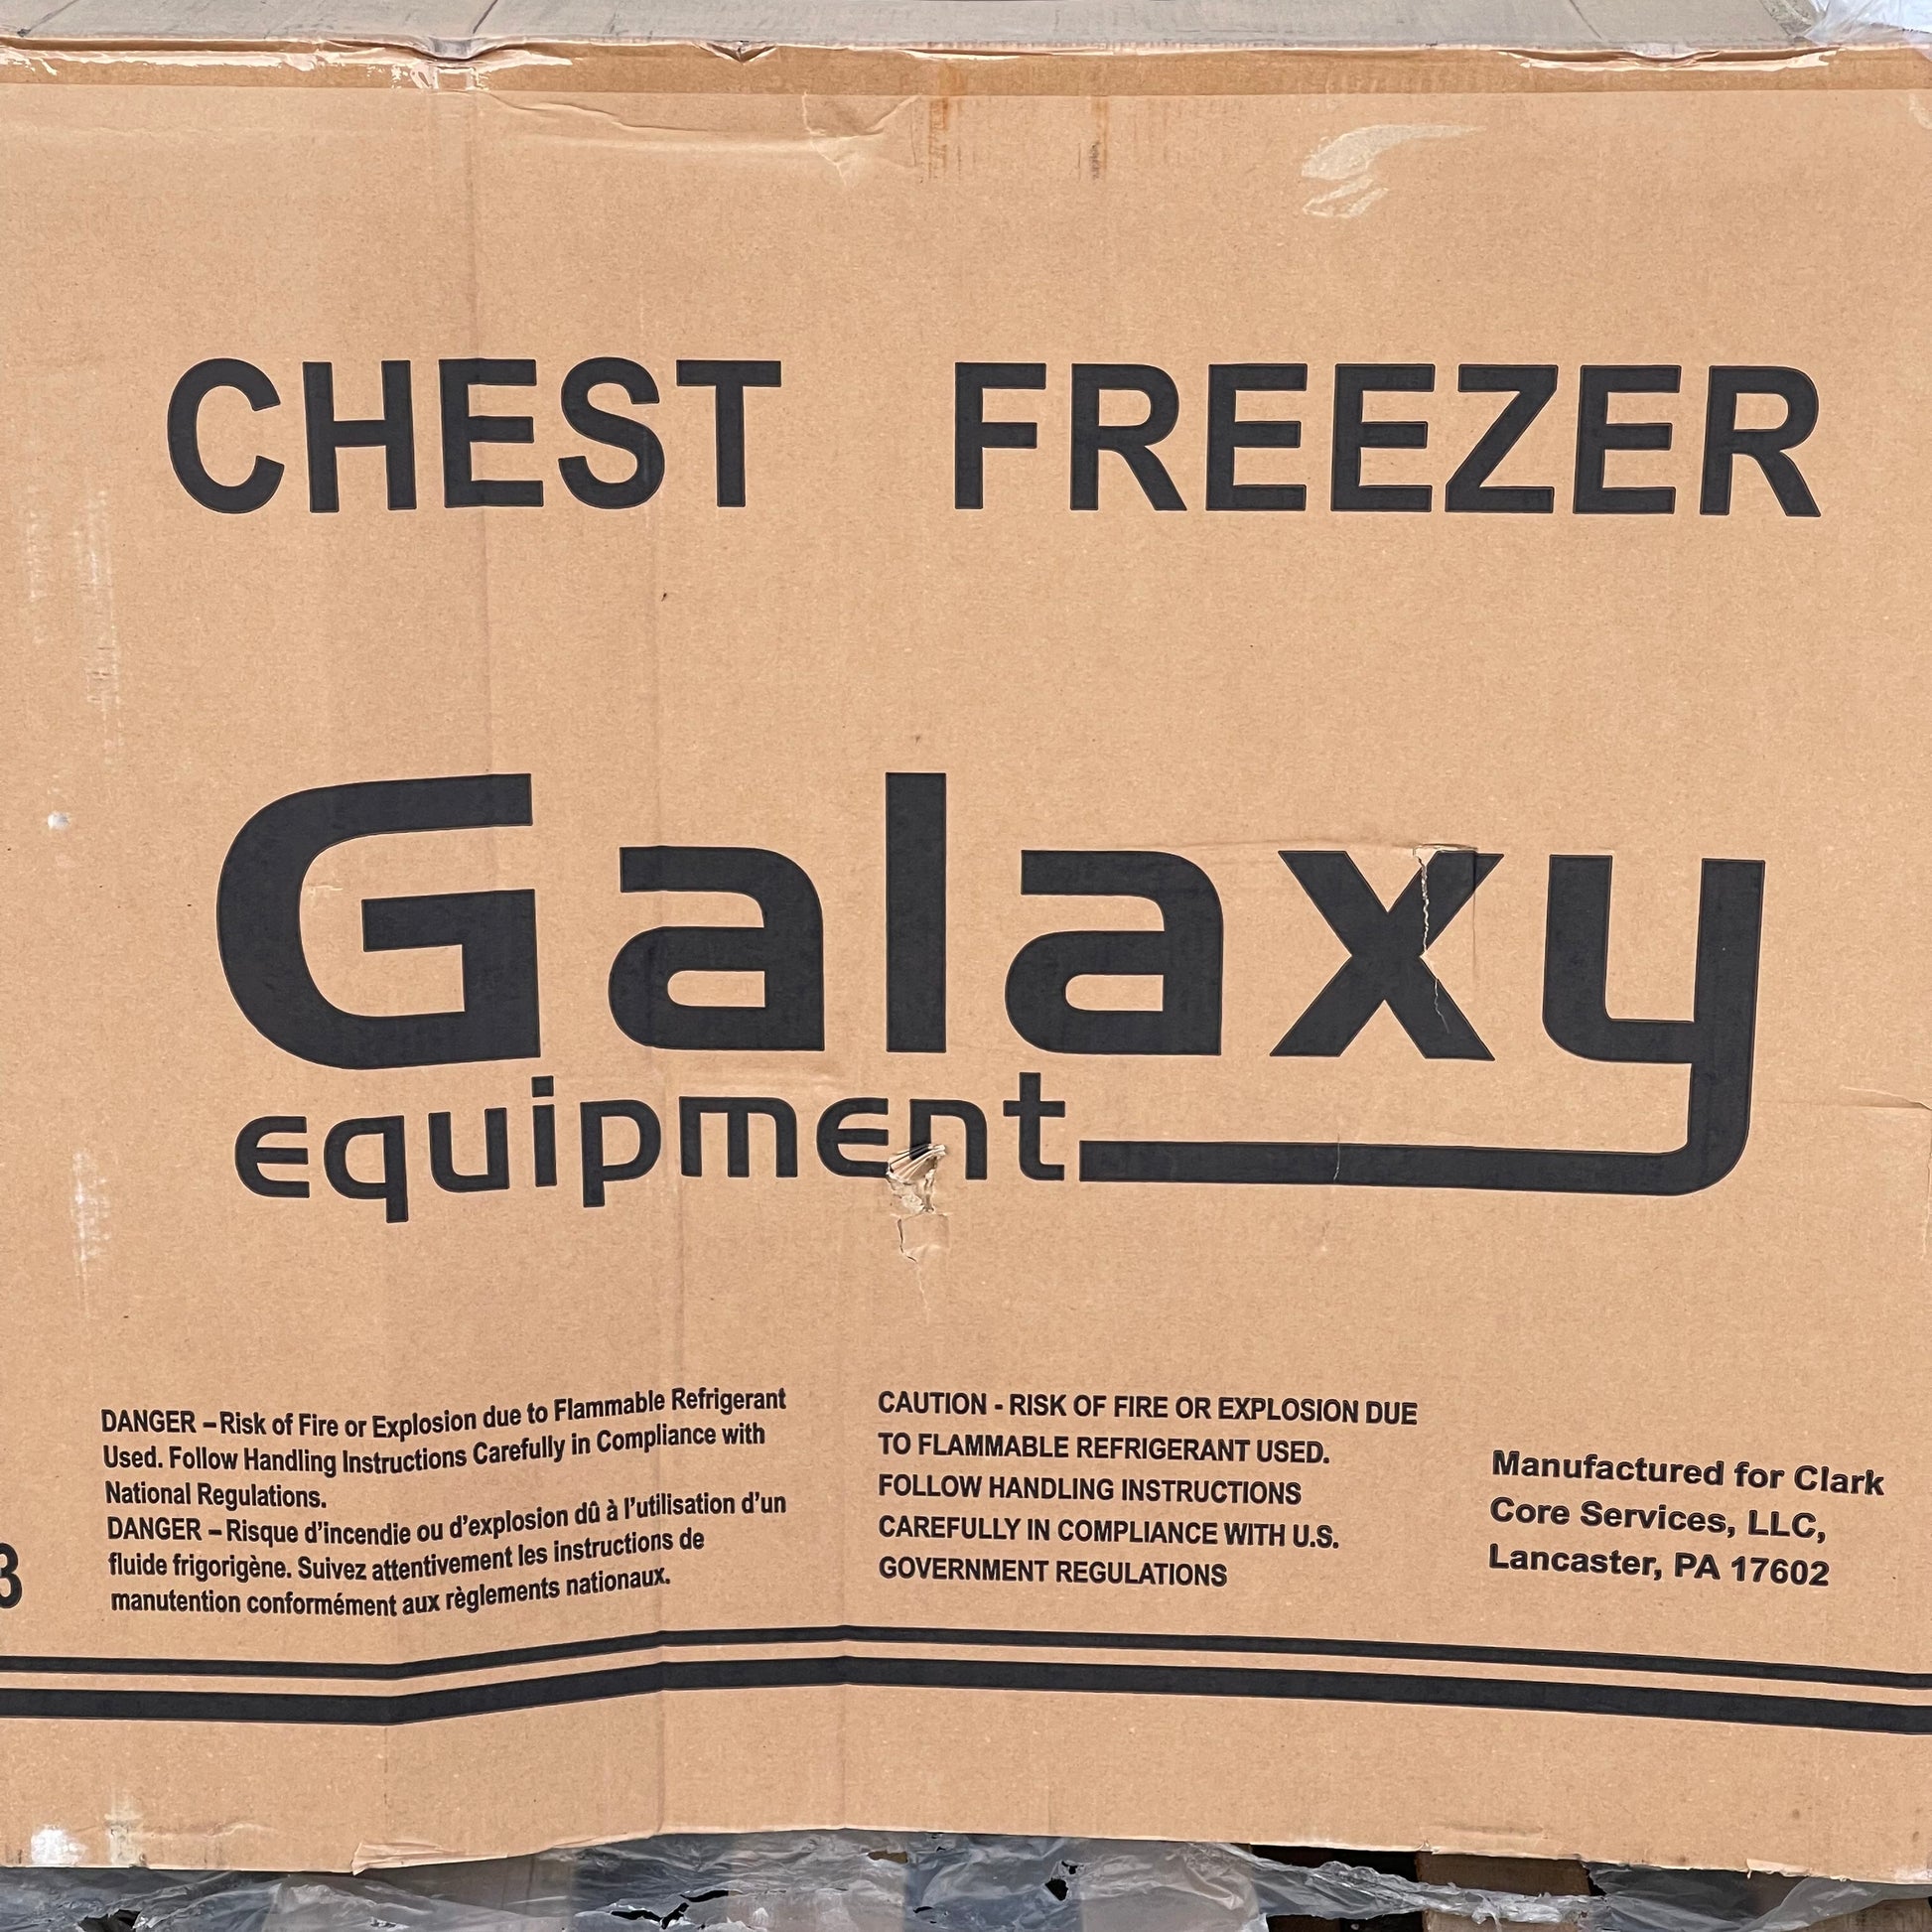 CHEST FREEZER
Galaxy
equipment
DANGER – Risk of Fire or Explosion due to Flammable Refrigerant
Used. Follow Handling Instructions Carefully in Compliance with
National Regulations.
DANGER – Risque d'incendie ou d'explosion dû à l'utilisation d'un
fluide frigorigène. Suivez attentivement les instructions de
manutention conformément aux règlements nationaux.
CAUTION - RISK OF FIRE OR EXPLOSION DUE
TO FLAMMABLE REFRIGERANT USED.
FOLLOW HANDLING INSTRUCTIONS
CAREFULLY IN COMPLIANCE WITH U.S.
GOVERNMENT REGULATIONS
Manufactured for Clark
Core Services, LLC,
Lancaster, PA 17602